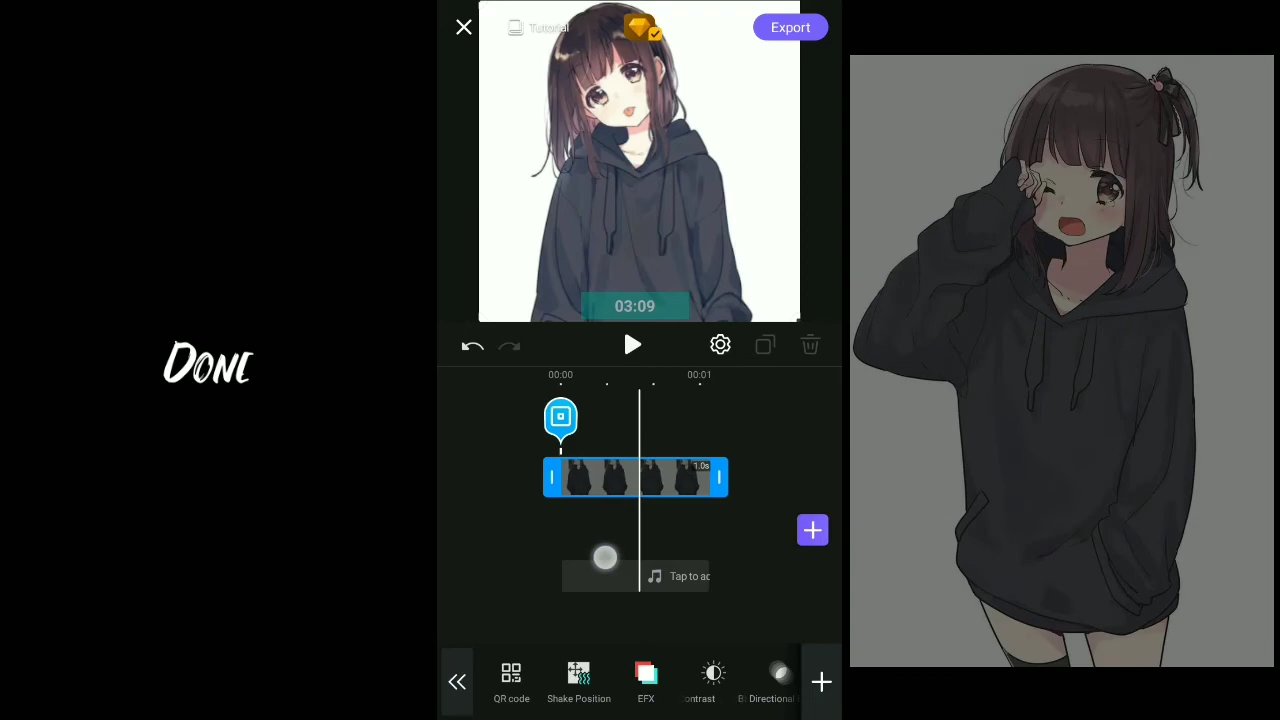 Tutorial
Export
03:09
00:00 00:01
1.0s
Done
Tap to ac
QR code Shake Position EFX ontrast Directional